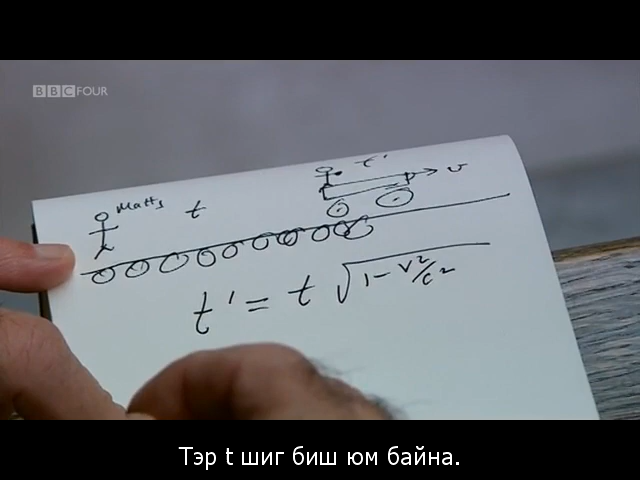 BBC FOUR
Matts t t' v
t' = t √1-v²/c²
Тэр t шиг биш юм байна.